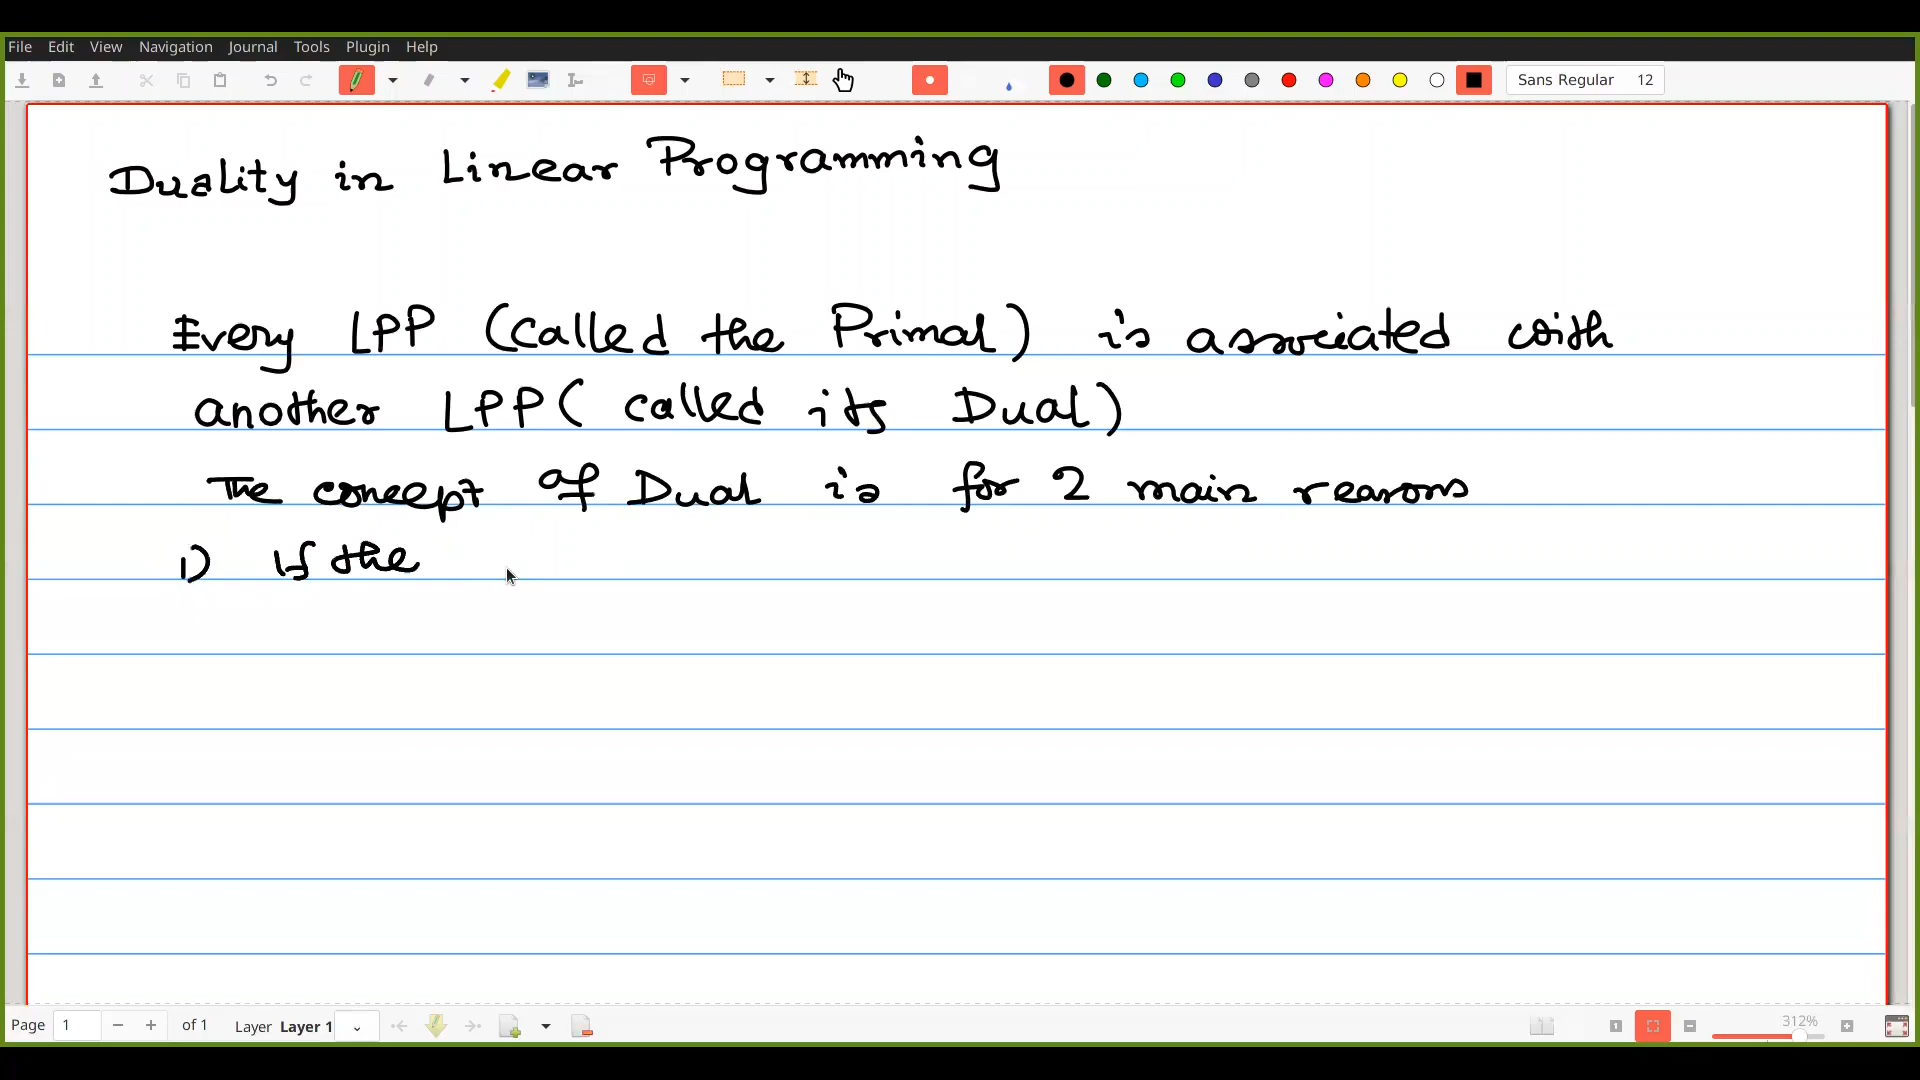 File Edit View Navigation Journal Tools Plugin Help
Sans Regular 12
Duality in Linear Programming
Every LPP (called the Primal) is associated with
another LPP( called its Dual)
The concept of Dual is for 2 main reasons
1) If the
Page 1 of 1 Layer Layer 1 312%